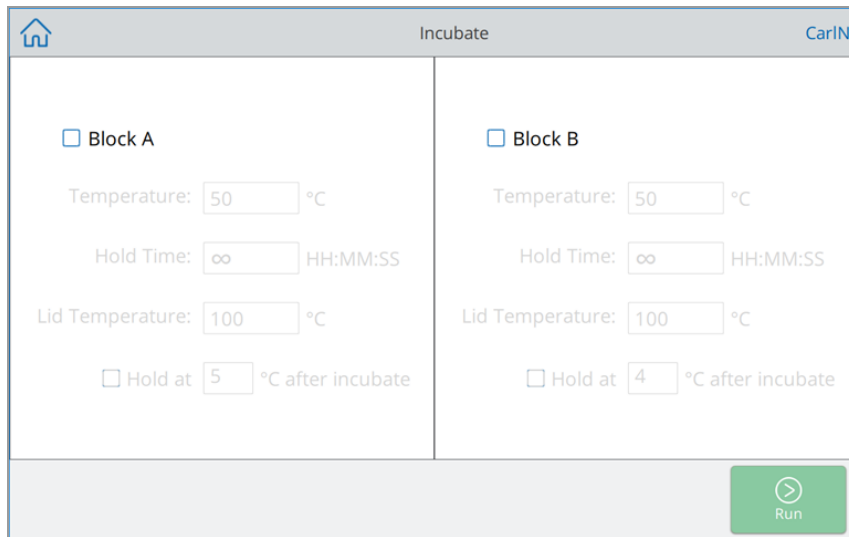 Incubate
CarlN
Block A
Temperature: 50 °C
Hold Time: ∞ HH:MM:SS
Lid Temperature: 100 °C
Hold at 5 °C after incubate
Block B
Temperature: 50 °C
Hold Time: ∞ HH:MM:SS
Lid Temperature: 100 °C
Hold at 4 °C after incubate
Run